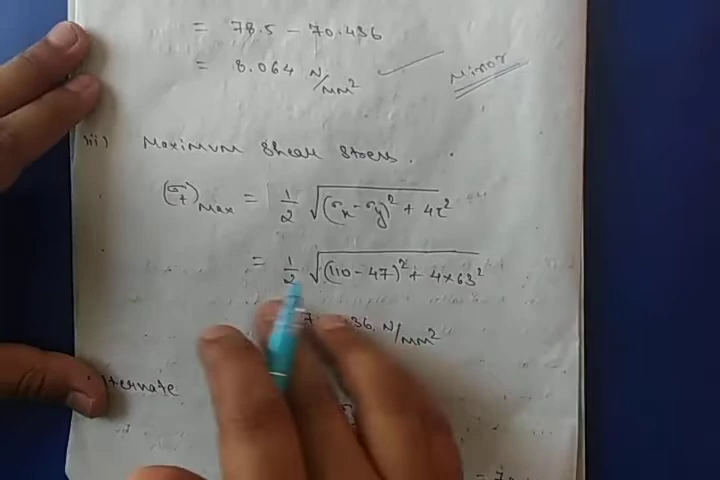 = 78.5 - 70.436
= 8.064 N/mm²
Minor
iii) Maximum Shear Stress.
(σt)max = 1/2 √(σx - σy)² + 4τ²
= 1/2 √(110 - 47)² + 4×63²
36 N/mm²